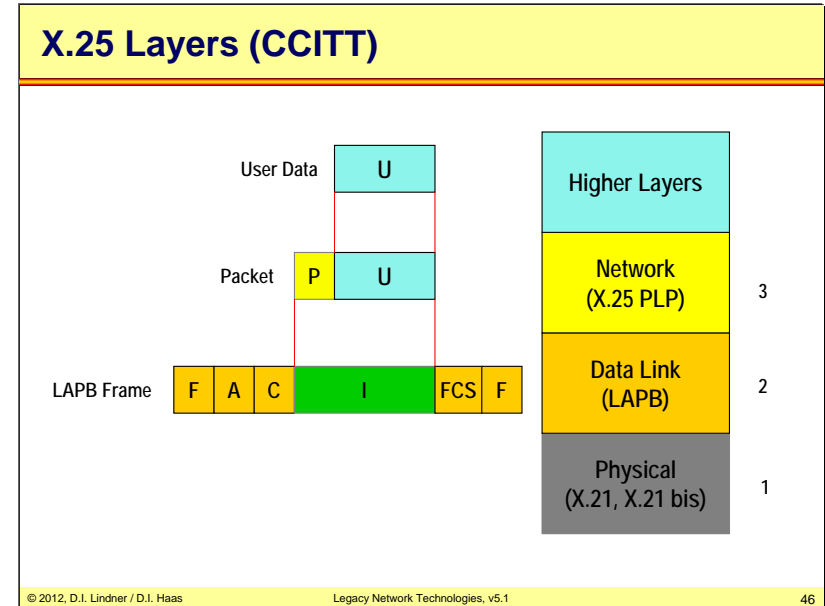 X.25 Layers (CCITT)
User Data U
Higher Layers
Packet P U
Network
(X.25 PLP)
3
LAPB Frame F A C I FCS F
Data Link
(LAPB)
2
Physical
(X.21, X.21 bis)
1
© 2012, D.I. Lindner / D.I. Haas Legacy Network Technologies, v5.1 46